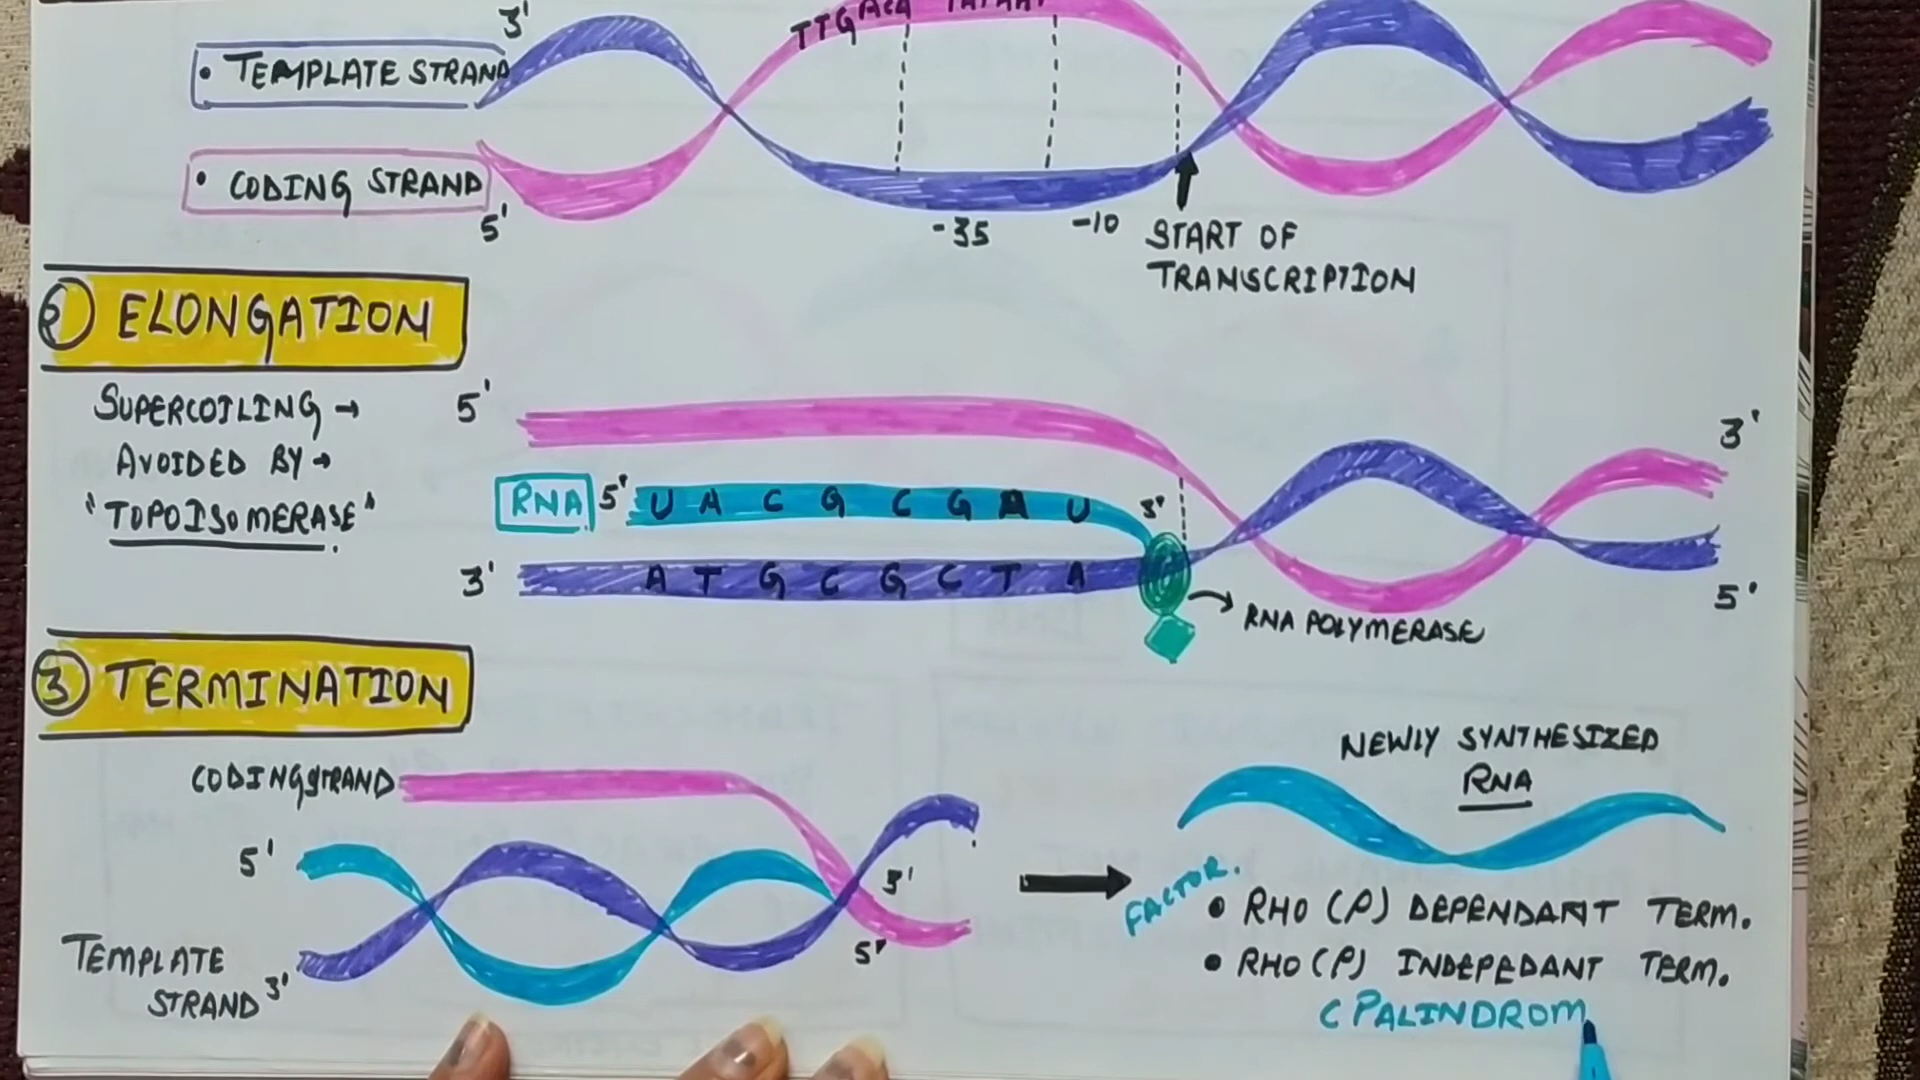 3'
TTGACA TATAAT
• TEMPLATE STRAND
• CODING STRAND
5'
-35 -10 START OF
TRANSCRIPTION
2 ELONGATION
SUPERCOILING →
AVOIDED BY →
"TOPOISOMERASE"
5' 3'
RNA 5' U A C G C G A U 3'
3' A T G C G C T A 5'
RNA POLYMERASE
3 TERMINATION
NEWLY SYNTHESIZED
RNA
CODING STRAND
5' 3'
TEMPLATE
STRAND 3' 5'
FACTOR.
• RHO (ρ) DEPENDANT TERM.
• RHO (ρ) INDEPEDANT TERM.
C PALINDROM